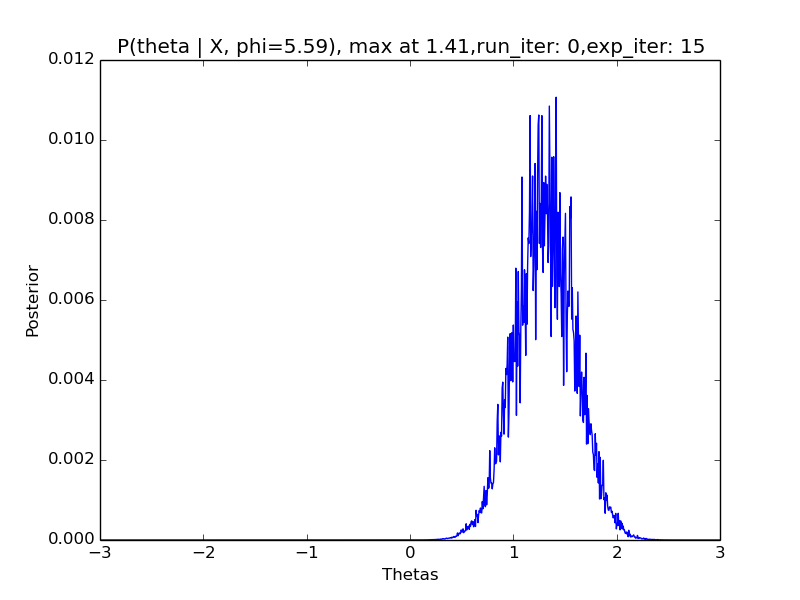 P(theta | X, phi=5.59), max at 1.41,run_iter: 0,exp_iter: 15
0.012
0.010
0.008
0.006
0.004
0.002
0.000
Posterior
−3 −2 −1 0 1 2 3
Thetas